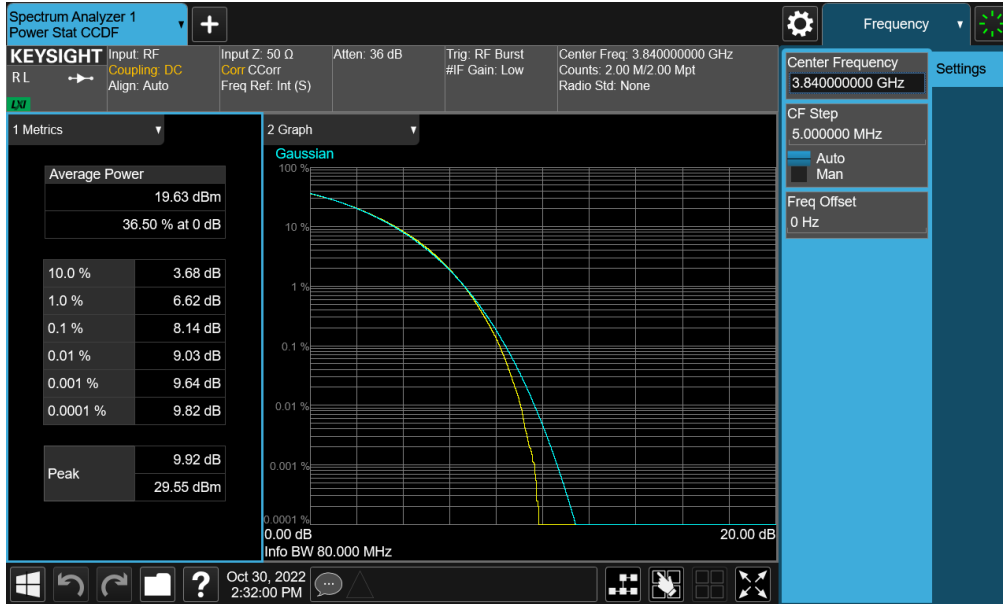 Spectrum Analyzer 1
Power Stat CCDF
Frequency
KEYSIGHT
RL
LXI
Input: RF
Coupling: DC
Align: Auto
Input Z: 50 Ω
Corr CCorr
Freq Ref: Int (S)
Atten: 36 dB
Trig: RF Burst
#IF Gain: Low
Center Freq: 3.840000000 GHz
Counts: 2.00 M/2.00 Mpt
Radio Std: None
Center Frequency
3.840000000 GHz
Settings
CF Step
5.000000 MHz
Auto
Man
Freq Offset
0 Hz
1 Metrics
Average Power
19.63 dBm
36.50 % at 0 dB
10.0 % 3.68 dB
1.0 % 6.62 dB
0.1 % 8.14 dB
0.01 % 9.03 dB
0.001 % 9.64 dB
0.0001 % 9.82 dB
Peak
9.92 dB
29.55 dBm
2 Graph
Gaussian
100 %
10 %
1 %
0.1 %
0.01 %
0.001 %
0.0001 %
0.00 dB 20.00 dB
Info BW 80.000 MHz
?
Oct 30, 2022
2:32:00 PM